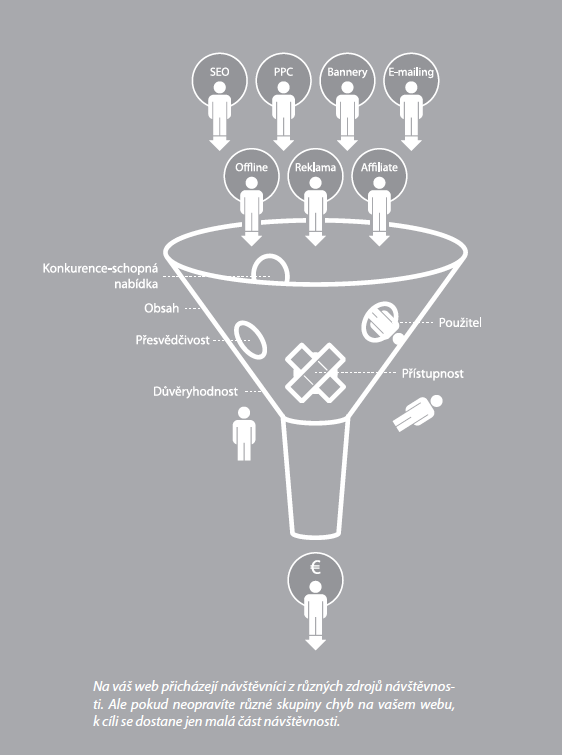 SEO PPC Bannery E-mailing
Offline Reklama Affiliate
Konkurence-schopná
nabídka
Obsah
Použitel
Přesvědčivost
Přístupnost
Důvěryhodnost
€
Na váš web přicházejí návštěvníci z různých zdrojů návštěvnos-
ti. Ale pokud neopravíte různé skupiny chyb na vašem webu,
k cíli se dostane jen malá část návštěvnosti.